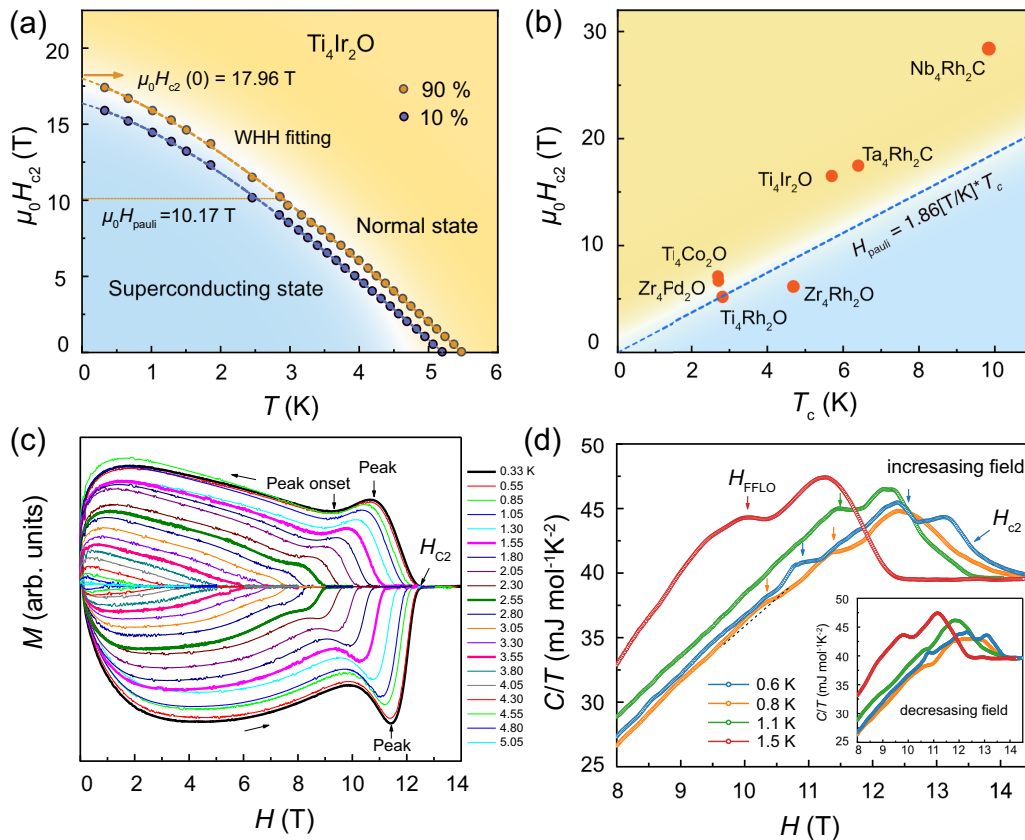 (a)
Ti4Ir2O
μ0Hc2 (0) = 17.96 T
90 %
10 %
WHH fitting
μ0Hpauli =10.17 T
Normal state
Superconducting state
μ0Hc2 (T)
20
15
10
5
0
0 1 2 3 4 5 6
T (K)
(b)
Nb4Rh2C
Ta4Rh2C
Ti4Ir2O
Hpauli = 1.86[T/K]* Tc
Ti4Co2O
Zr4Pd2O
Zr4Rh2O
Ti4Rh2O
μ0Hc2 (T)
30
20
10
0
0 2 4 6 8 10
Tc (K)
(c)
Peak
Peak onset
HC2
Peak
M (arb. units)
0 2 4 6 8 10 12 14
H (T)
0.33 K
0.55
0.85
1.05
1.30
1.55
1.80
2.05
2.30
2.55
2.80
3.05
3.30
3.55
3.80
4.05
4.30
4.55
4.80
5.05
(d)
incresasing field
HFFLO
Hc2
C/T (mJ mol-1K-2)
50
45
40
35
30
25
8 9 10 11 12 13 14
H (T)
0.6 K
0.8 K
1.1 K
1.5 K
C/T (mJ mol-1K-2)
50
45
40
35
30
25
decresasing field
8 9 10 11 12 13 14